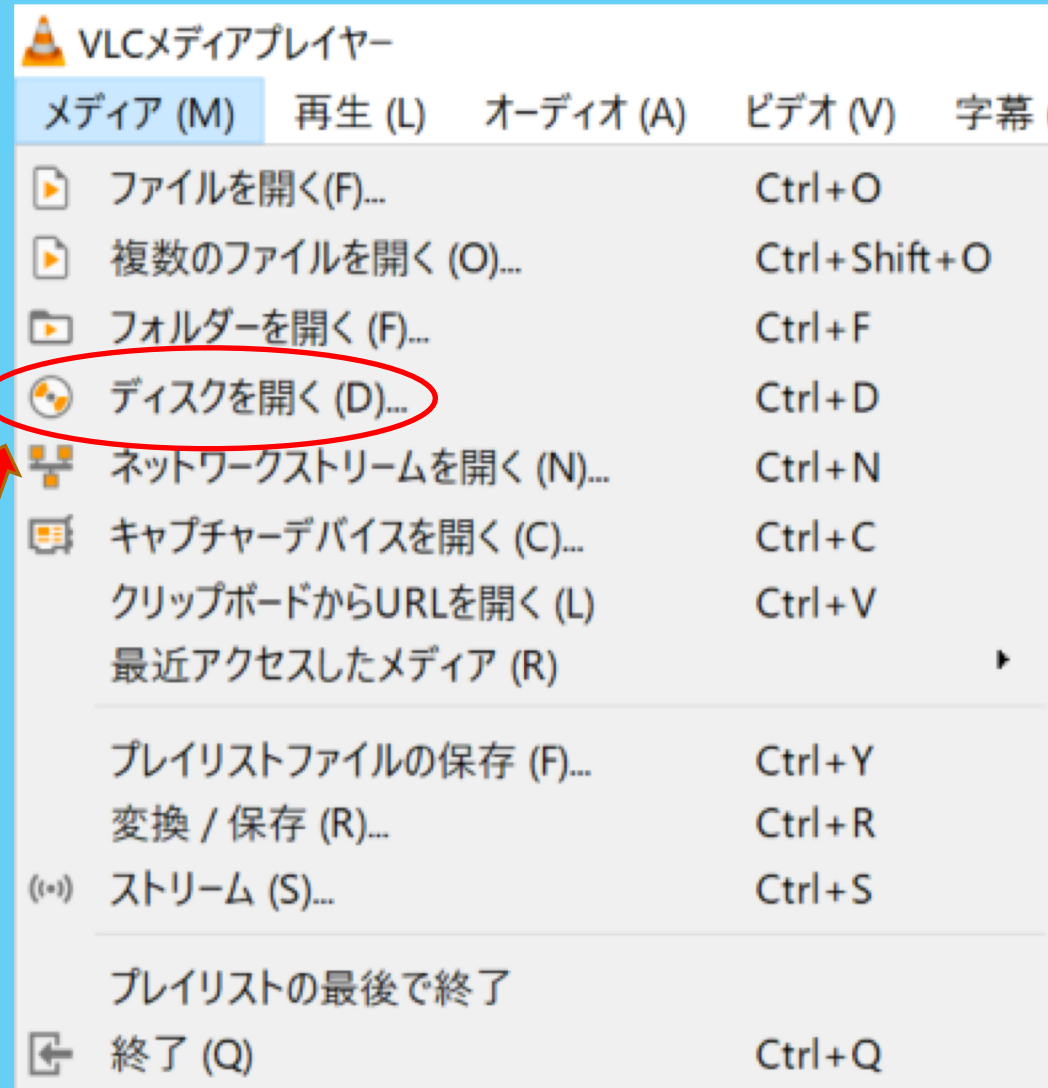 VLCメディアプレイヤー
メディア (M) 再生 (L) オーディオ (A) ビデオ (V) 字幕
ファイルを開く(F)... Ctrl+O
複数のファイルを開く (O)... Ctrl+Shift+O
フォルダーを開く (F)... Ctrl+F
ディスクを開く (D)... Ctrl+D
ネットワークストリームを開く (N)... Ctrl+N
キャプチャーデバイスを開く (C)... Ctrl+C
クリップボードからURLを開く (L) Ctrl+V
最近アクセスしたメディア (R)
プレイリストファイルの保存 (F)... Ctrl+Y
変換 / 保存 (R)... Ctrl+R
ストリーム (S)... Ctrl+S
プレイリストの最後で終了
終了 (Q) Ctrl+Q